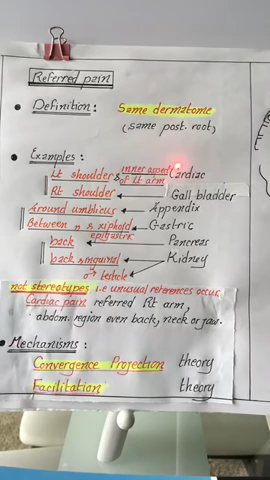 Referred pain
• Definition: Same dermatome
(same post. root)
• Examples:
Lt shoulder & inner aspect of Lt arm Cardiac
Rt shoulder Gall bladder
Around umblicus Appendix
Between n & xiphoid Gastric
epigastric
back Pancreas
back & inguinal Kidney
testicle
not stereotypes i.e unusual references occur
Cardiac pain referred Rt arm,
abdom. region even back, neck or jaw.
• Mechanisms:
Convergence Projection theory
Facilitation theory